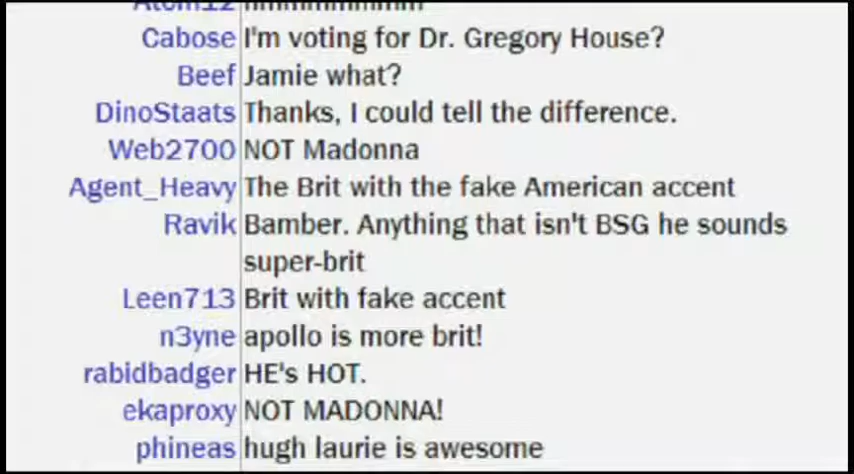 Atom12 hmmmmmmmm
Cabose I'm voting for Dr. Gregory House?
Beef Jamie what?
DinoStaats Thanks, I could tell the difference.
Web2700 NOT Madonna
Agent_Heavy The Brit with the fake American accent
Ravik Bamber. Anything that isn't BSG he sounds
super-brit
Leen713 Brit with fake accent
n3yne apollo is more brit!
rabidbadger HE's HOT.
ekaproxy NOT MADONNA!
phineas hugh laurie is awesome